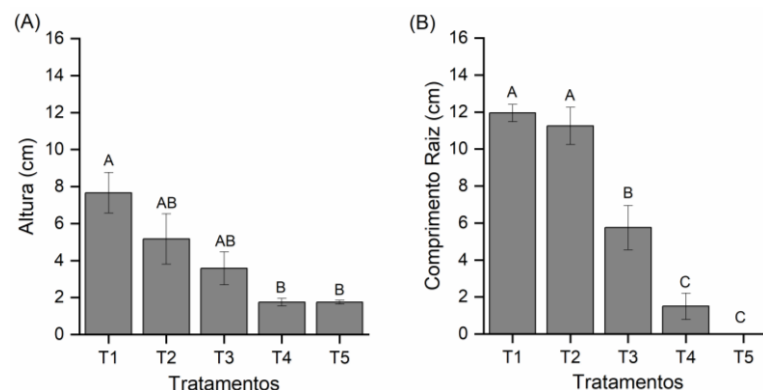 (A)
Altura (cm)
16
14
12
10
8
6
4
2
0
A
AB
AB
B
B
T1 T2 T3 T4 T5
Tratamentos
(B)
Comprimento Raiz (cm)
16
14
12
10
8
6
4
2
0
A
A
B
C
C
T1 T2 T3 T4 T5
Tratamentos